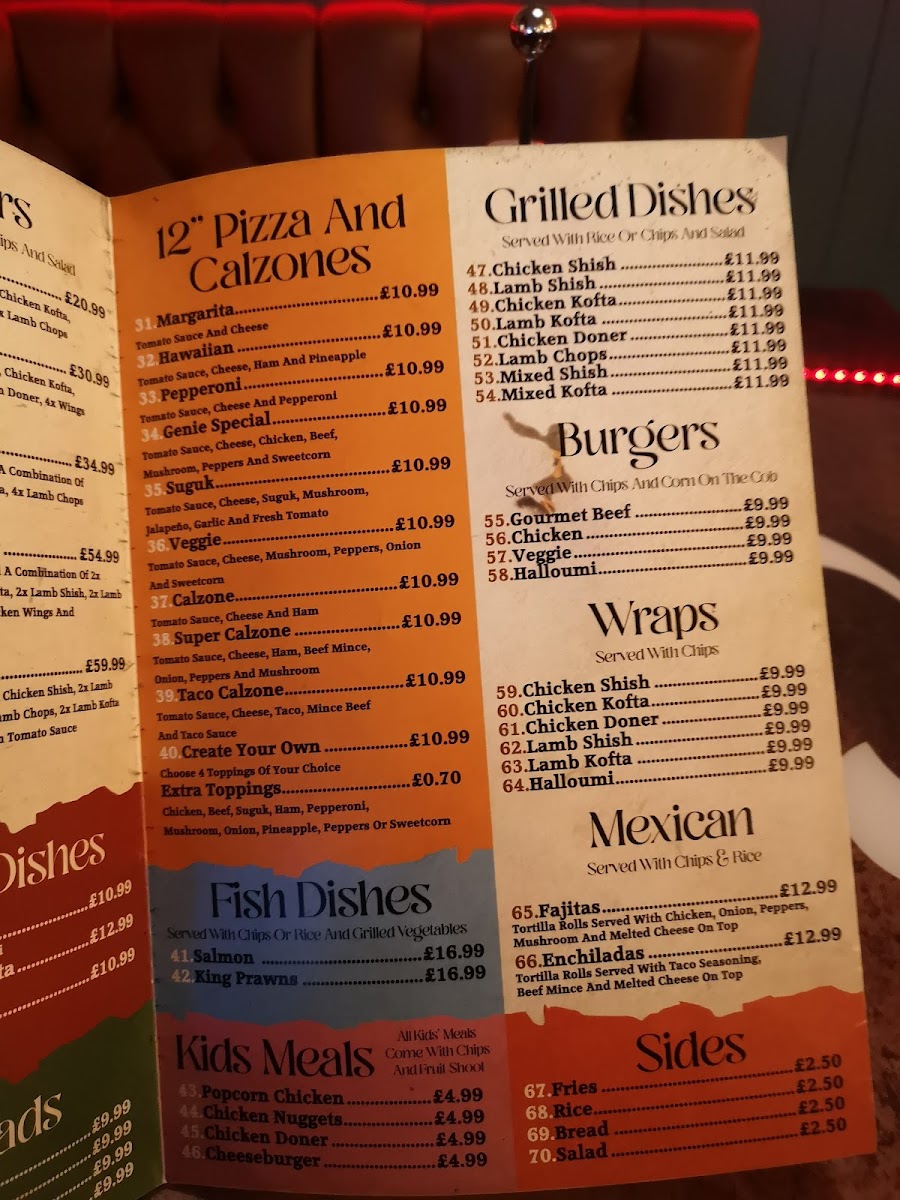 rs
ips And Salad
£20.99
Chicken Kofta,
x Lamb Chops
£30.99
Chicken Kofta,
n Doner, 4x Wings
£34.99
A Combination Of
a, 4x Lamb Chops
£54.99
A Combination Of 2x
ta, 2x Lamb Shish, 2x Lamb
ken Wings And
£59.99
Chicken Shish, 2x Lamb
amb Chops, 2x Lamb Kofta
n Tomato Sauce
Dishes
£10.99
i
£12.99
ta
£10.99
ads
£9.99
£9.99
£9.99
£9.99
12" Pizza And
Calzones
31.Margarita £10.99
Tomato Sauce And Cheese
32.Hawaiian £10.99
Tomato Sauce, Cheese, Ham And Pineapple
33.Pepperoni £10.99
Tomato Sauce, Cheese And Pepperoni
34.Genie Special £10.99
Tomato Sauce, Cheese, Chicken, Beef,
Mushroom, Peppers And Sweetcorn
35.Suguk £10.99
Tomato Sauce, Cheese, Suguk, Mushroom,
Jalapeño, Garlic And Fresh Tomato
36.Veggie £10.99
Tomato Sauce, Cheese, Mushroom, Peppers, Onion
And Sweetcorn
37.Calzone £10.99
Tomato Sauce, Cheese And Ham
38.Super Calzone £10.99
Tomato Sauce, Cheese, Ham, Beef Mince,
Onion, Peppers And Mushroom
39.Taco Calzone £10.99
Tomato Sauce, Cheese, Taco, Mince Beef
And Taco Sauce
40.Create Your Own £10.99
Choose 4 Toppings Of Your Choice
Extra Toppings £0.70
Chicken, Beef, Suguk, Ham, Pepperoni,
Mushroom, Onion, Pineapple, Peppers Or Sweetcorn
Fish Dishes
Served With Chips Or Rice And Grilled Vegetables
41.Salmon £16.99
42.King Prawns £16.99
Kids Meals
All Kids' Meals
Come With Chips
And Fruit Shoot
43.Popcorn Chicken £4.99
44.Chicken Nuggets £4.99
45.Chicken Doner £4.99
46.Cheeseburger £4.99
Grilled Dishes
Served With Rice Or Chips And Salad
47.Chicken Shish £11.99
48.Lamb Shish £11.99
49.Chicken Kofta £11.99
50.Lamb Kofta £11.99
51.Chicken Doner £11.99
52.Lamb Chops £11.99
53.Mixed Shish £11.99
54.Mixed Kofta £11.99
Burgers
Served With Chips And Corn On The Cob
55.Gourmet Beef £9.99
56.Chicken £9.99
57.Veggie £9.99
58.Halloumi £9.99
Wraps
Served With Chips
59.Chicken Shish £9.99
60.Chicken Kofta £9.99
61.Chicken Doner £9.99
62.Lamb Shish £9.99
63.Lamb Kofta £9.99
64.Halloumi £9.99
Mexican
Served With Chips & Rice
65.Fajitas £12.99
Tortilla Rolls Served With Chicken, Onion, Peppers,
Mushroom And Melted Cheese On Top
66.Enchiladas £12.99
Tortilla Rolls Served With Taco Seasoning,
Beef Mince And Melted Cheese On Top
Sides
67.Fries £2.50
68.Rice £2.50
69.Bread £2.50
70.Salad £2.50